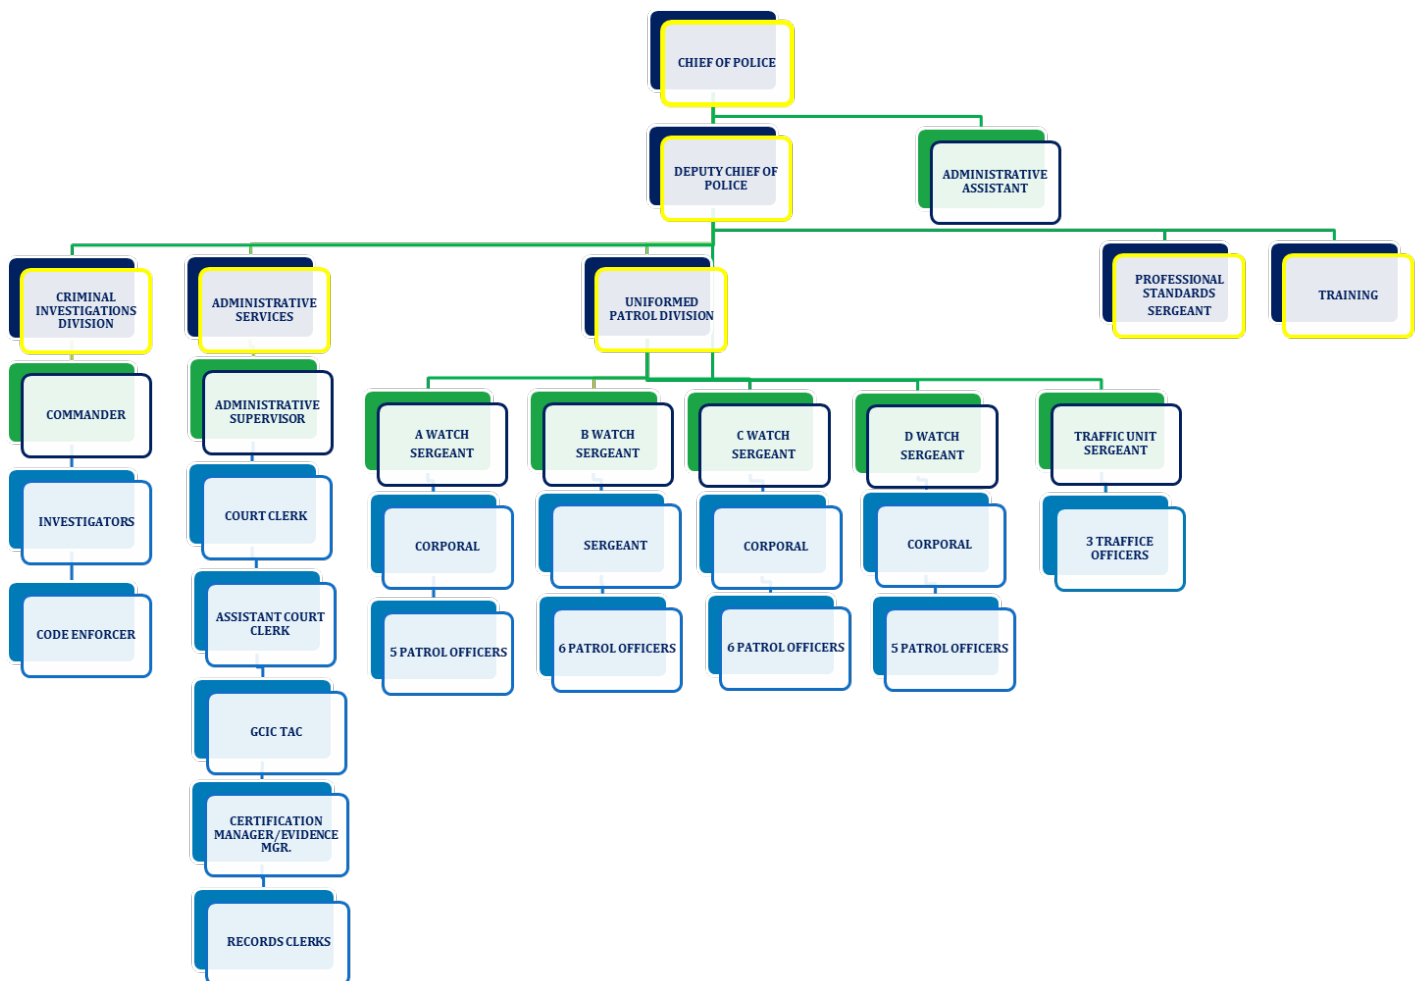 CHIEF OF POLICE
DEPUTY CHIEF OF
POLICE
ADMINISTRATIVE
ASSISTANT
CRIMINAL
INVESTIGATIONS
DIVISION
ADMINISTRATIVE
SERVICES
UNIFORMED
PATROL DIVISION
PROFESSIONAL
STANDARDS
SERGEANT
TRAINING
COMMANDER
ADMINISTRATIVE
SUPERVISOR
A WATCH
SERGEANT
B WATCH
SERGEANT
C WATCH
SERGEANT
D WATCH
SERGEANT
TRAFFIC UNIT
SERGEANT
INVESTIGATORS
COURT CLERK
CORPORAL
SERGEANT
CORPORAL
CORPORAL
3 TRAFFICE
OFFICERS
CODE ENFORCER
ASSISTANT COURT
CLERK
5 PATROL OFFICERS
6 PATROL OFFICERS
6 PATROL OFFICERS
5 PATROL OFFICERS
GCIC TAC
CERTIFICATION
MANAGER/EVIDENCE
MGR.
RECORDS CLERKS